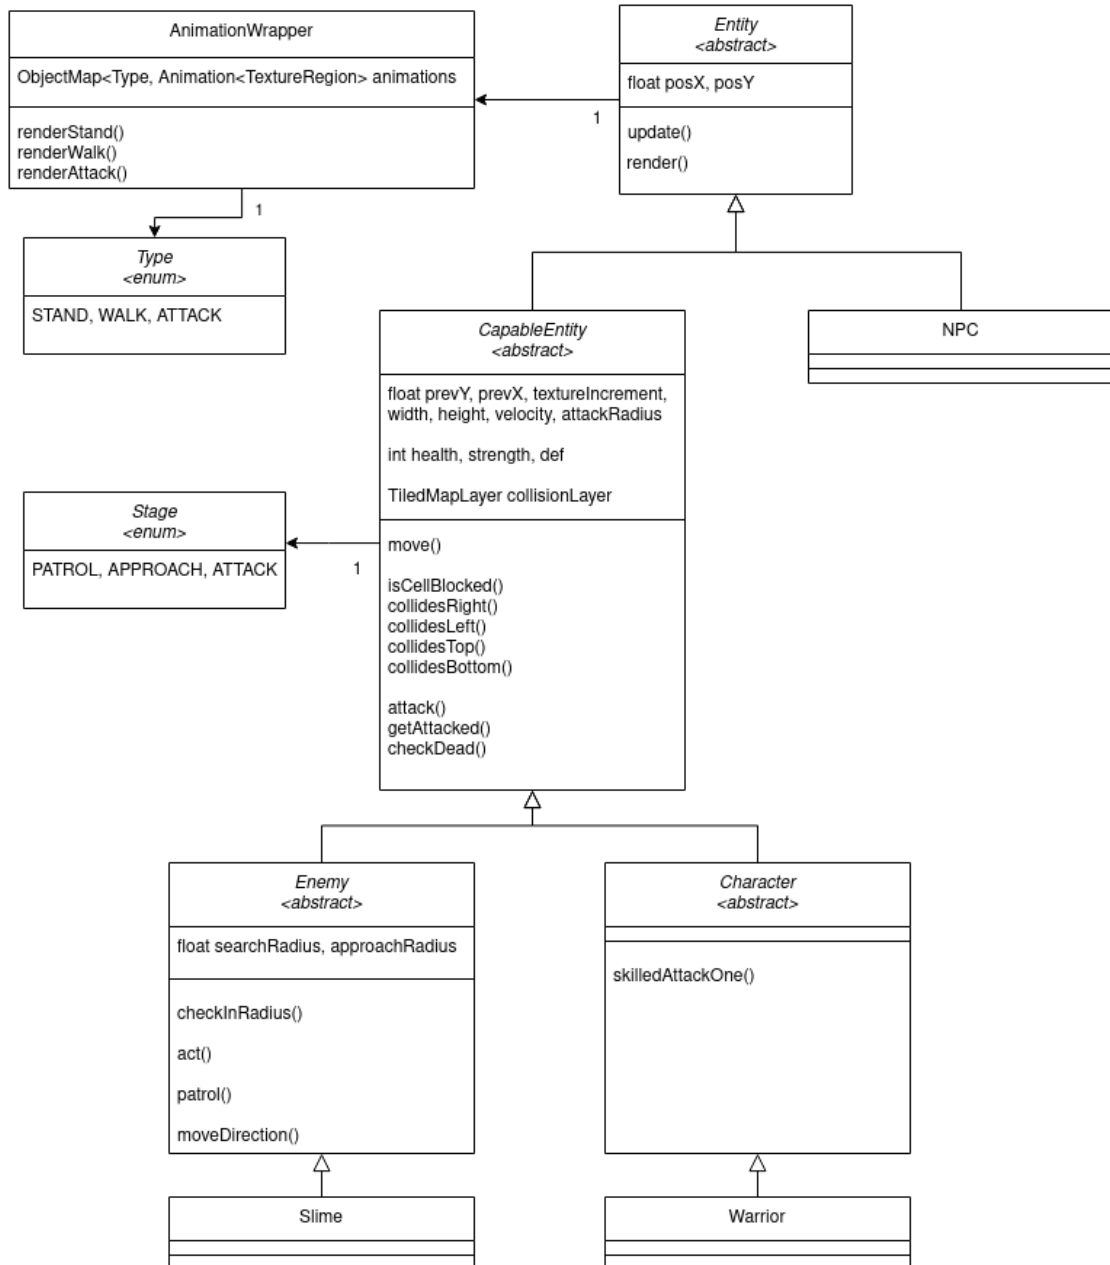 AnimationWrapper
ObjectMap<Type, Animation<TextureRegion> animations
renderStand()
renderWalk()
renderAttack()
Entity
<abstract>
float posX, posY
update()
render()
1
1
Type
<enum>
STAND, WALK, ATTACK
CapableEntity
<abstract>
float prevY, prevX, textureIncrement,
width, height, velocity, attackRadius
int health, strength, def
TiledMapLayer collisionLayer
move()
isCellBlocked()
collidesRight()
collidesLeft()
collidesTop()
collidesBottom()
attack()
getAttacked()
checkDead()
NPC
Stage
<enum>
PATROL, APPROACH, ATTACK
1
Enemy
<abstract>
float searchRadius, approachRadius
checkInRadius()
act()
patrol()
moveDirection()
Character
<abstract>
skilledAttackOne()
Slime
Warrior